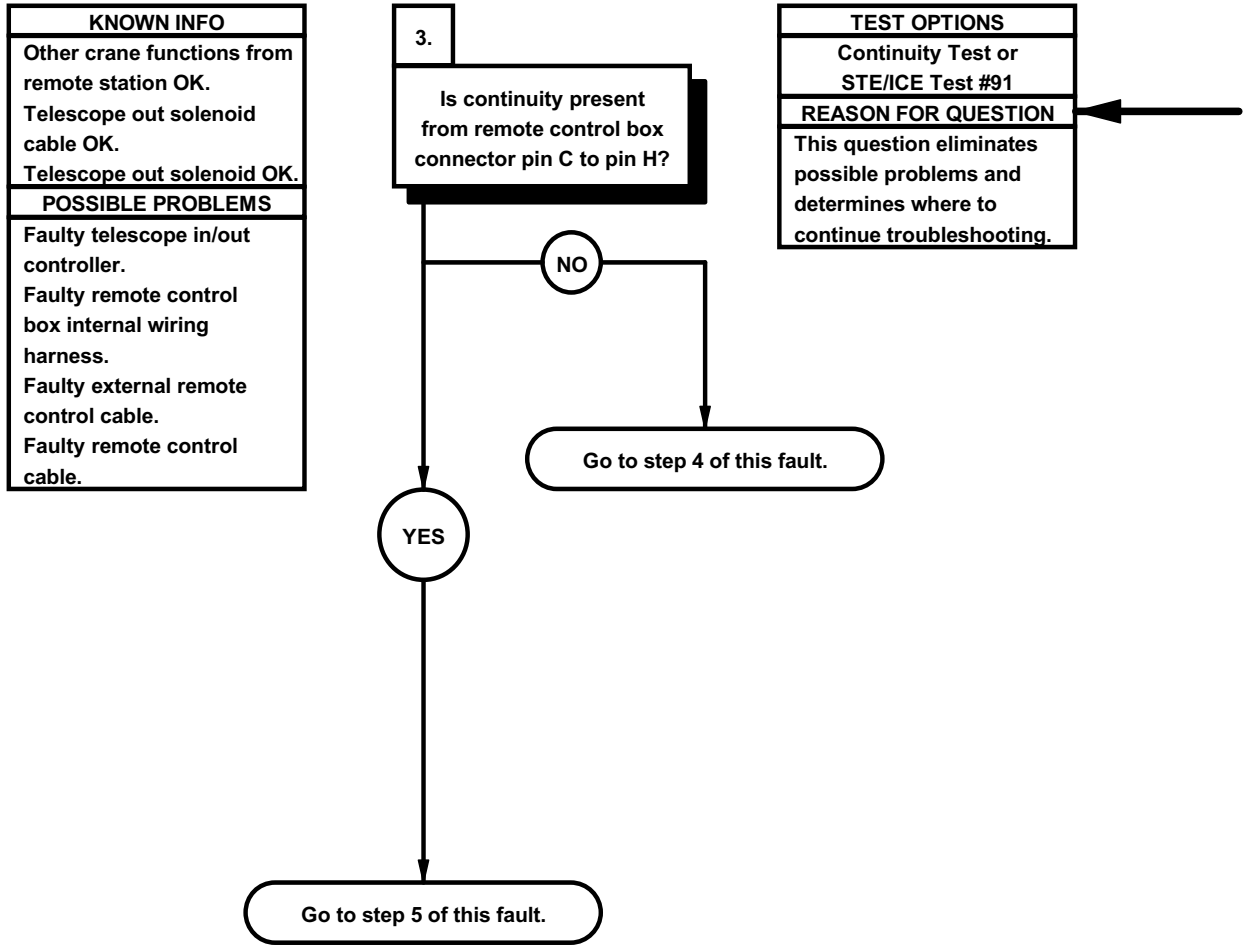 KNOWN INFO
Other crane functions from
remote station OK.
Telescope out solenoid
cable OK.
Telescope out solenoid OK.
POSSIBLE PROBLEMS
Faulty telescope in/out
controller.
Faulty remote control
box internal wiring
harness.
Faulty external remote
control cable.
Faulty remote control
cable.
3.
Is continuity present
from remote control box
connector pin C to pin H?
TEST OPTIONS
Continuity Test or
STE/ICE Test #91
REASON FOR QUESTION
This question eliminates
possible problems and
determines where to
continue troubleshooting.
NO
Go to step 4 of this fault.
YES
Go to step 5 of this fault.